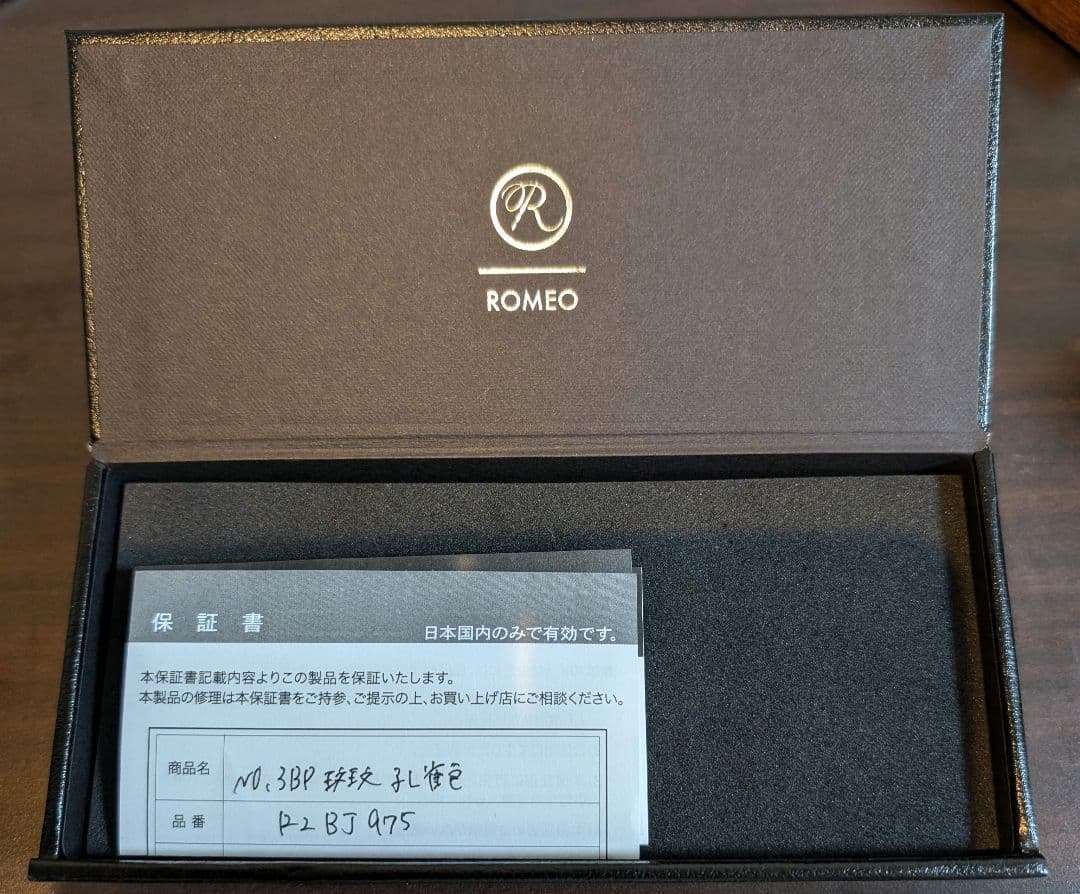 R
ROMEO
保証書
日本国内のみで有効です。
本保証書記載内容よりこの製品を保証いたします。
本製品の修理は本保証書をご持参、ご提示の上、お買い上げ店にご相談ください。
商品名 No.3BP 孔雀色
品番 R2BJ975